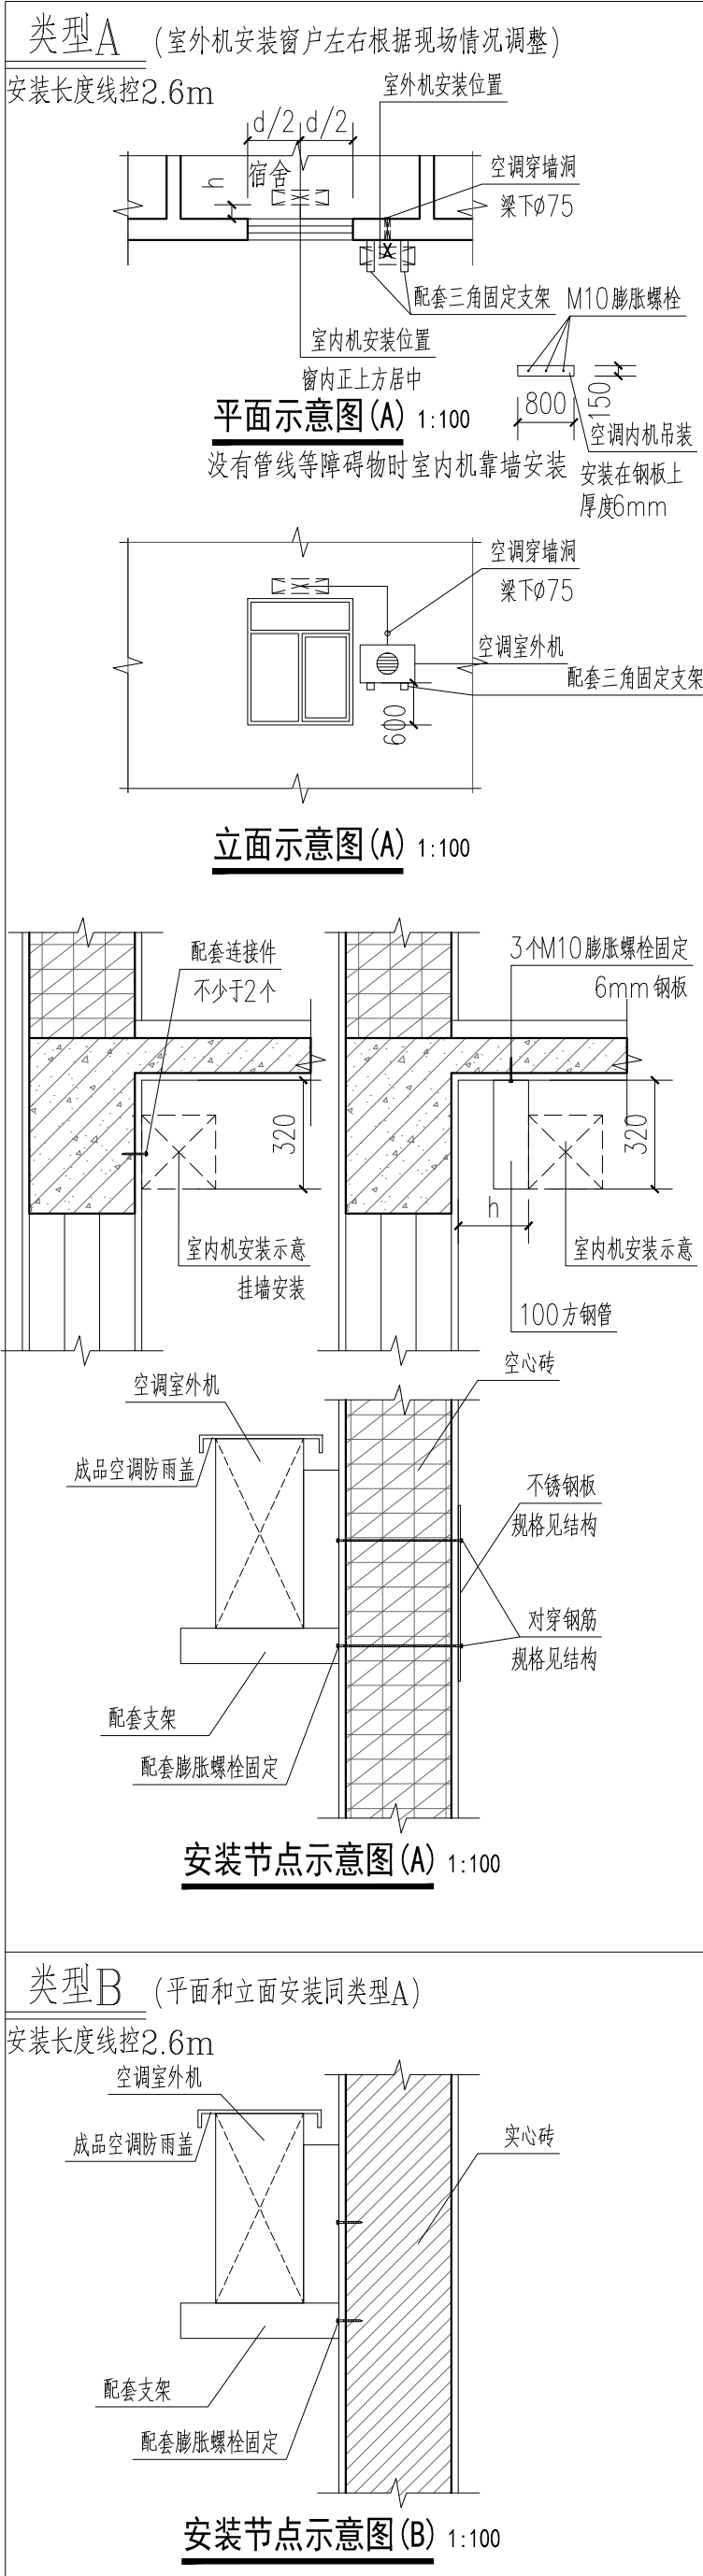 类型A （室外机安装窗户左右根据现场情况调整）
安装长度线控2.6m
室外机安装位置
d/2 d/2
宿舍
h
空调穿墙洞
梁下ø75
配套三角固定支架
M10膨胀螺栓
室内机安装位置
窗内正上方居中
800
150
平面示意图(A) 1:100
空调内机吊装
安装在钢板上
厚度6mm
没有管线等障碍物时室内机靠墙安装
空调穿墙洞
梁下ø75
空调室外机
配套三角固定支架
600
立面示意图(A) 1:100
配套连接件
不少于2个
320
室内机安装示意
挂墙安装
3个M10膨胀螺栓固定
6mm钢板
320
h
室内机安装示意
100方钢管
空调室外机
成品空调防雨盖
空心砖
不锈钢板
规格见结构
对穿钢筋
规格见结构
配套支架
配套膨胀螺栓固定
安装节点示意图(A) 1:100
类型B （平面和立面安装同类型A）
安装长度线控2.6m
空调室外机
成品空调防雨盖
实心砖
配套支架
配套膨胀螺栓固定
安装节点示意图(B) 1:100